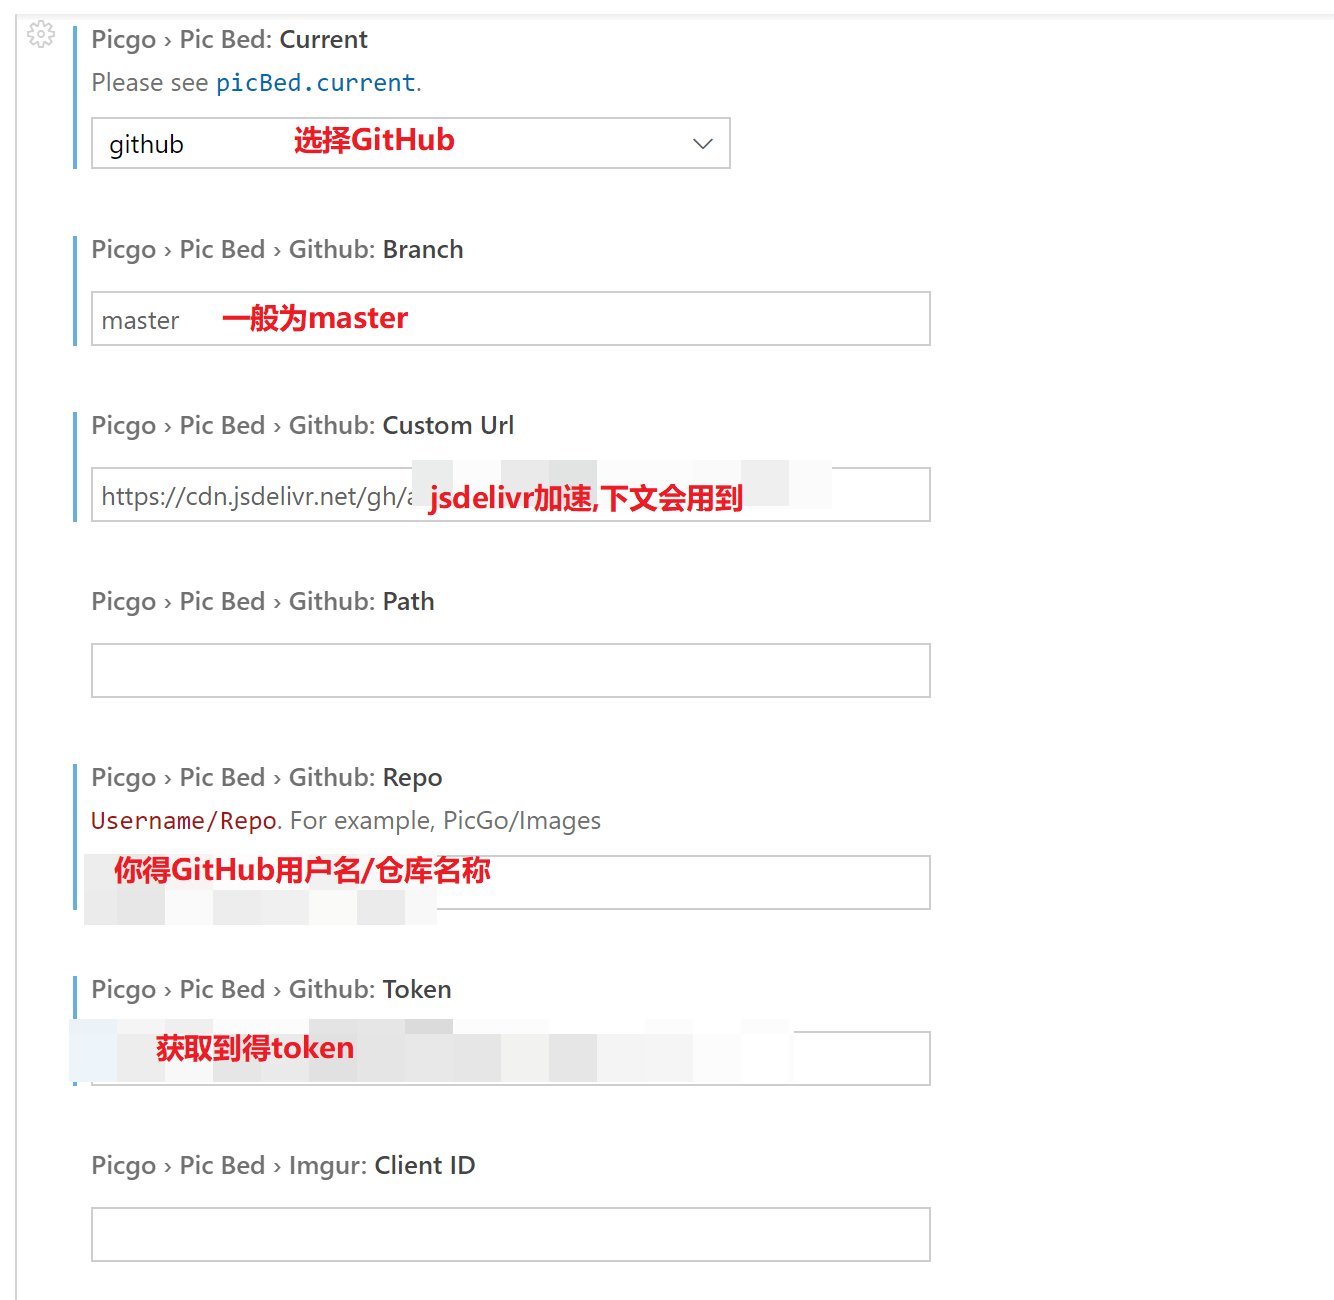 Picgo › Pic Bed: Current
Please see picBed.current.
github 选择GitHub
Picgo › Pic Bed › Github: Branch
master 一般为master
Picgo › Pic Bed › Github: Custom Url
https://cdn.jsdelivr.net/gh/a jsdelivr加速,下文会用到
Picgo › Pic Bed › Github: Path
Picgo › Pic Bed › Github: Repo
Username/Repo. For example, PicGo/Images
你得GitHub用户名/仓库名称
Picgo › Pic Bed › Github: Token
获取到得token
Picgo › Pic Bed › Imgur: Client ID